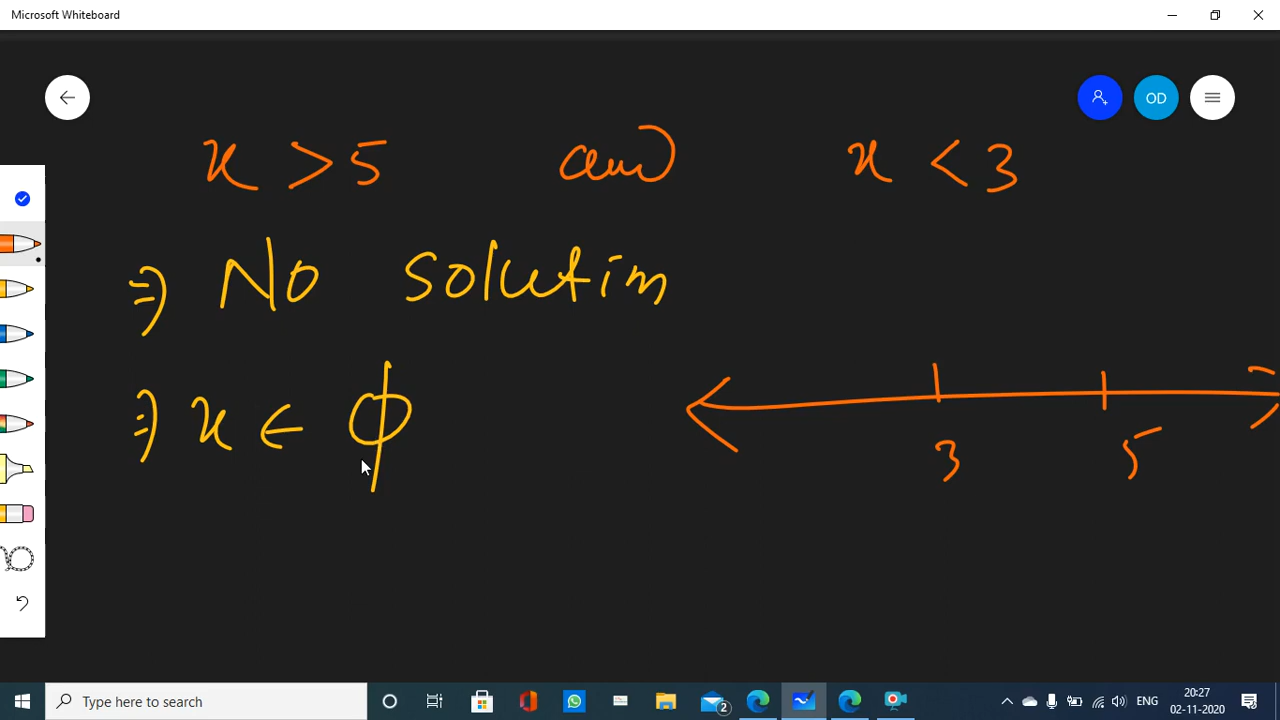 Microsoft Whiteboard
OD
x > 5 and x < 3
⇒ No solution
⇒ x ∈ ϕ
3 5
Type here to search
2
ENG
20:27
02-11-2020